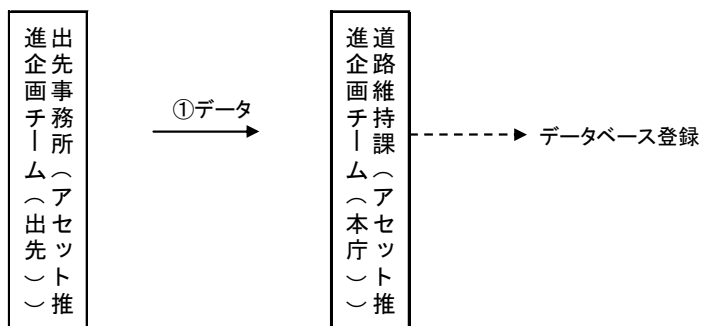 出先事務所（アセット推
進企画チーム（出先））
①データ
道路維持課（アセット推
進企画チーム（本庁）
データベース登録